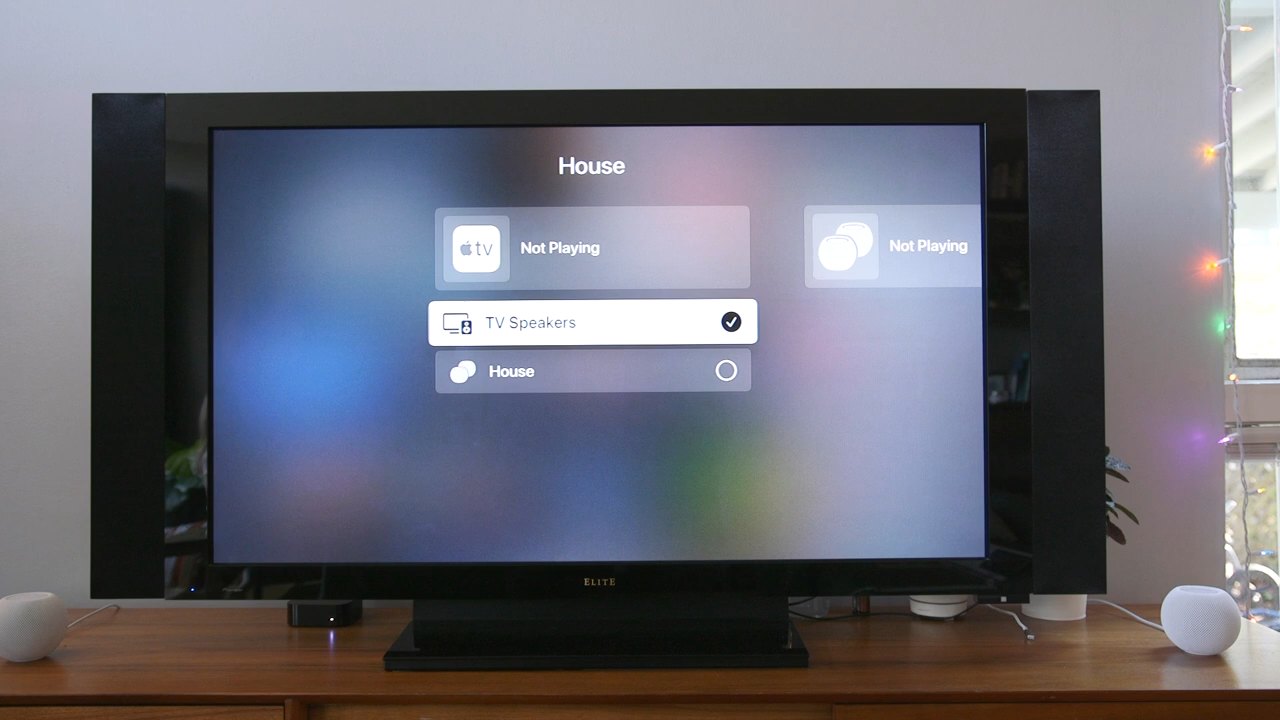 House
tv
Not Playing
Not Playing
TV Speakers
House
ELITE